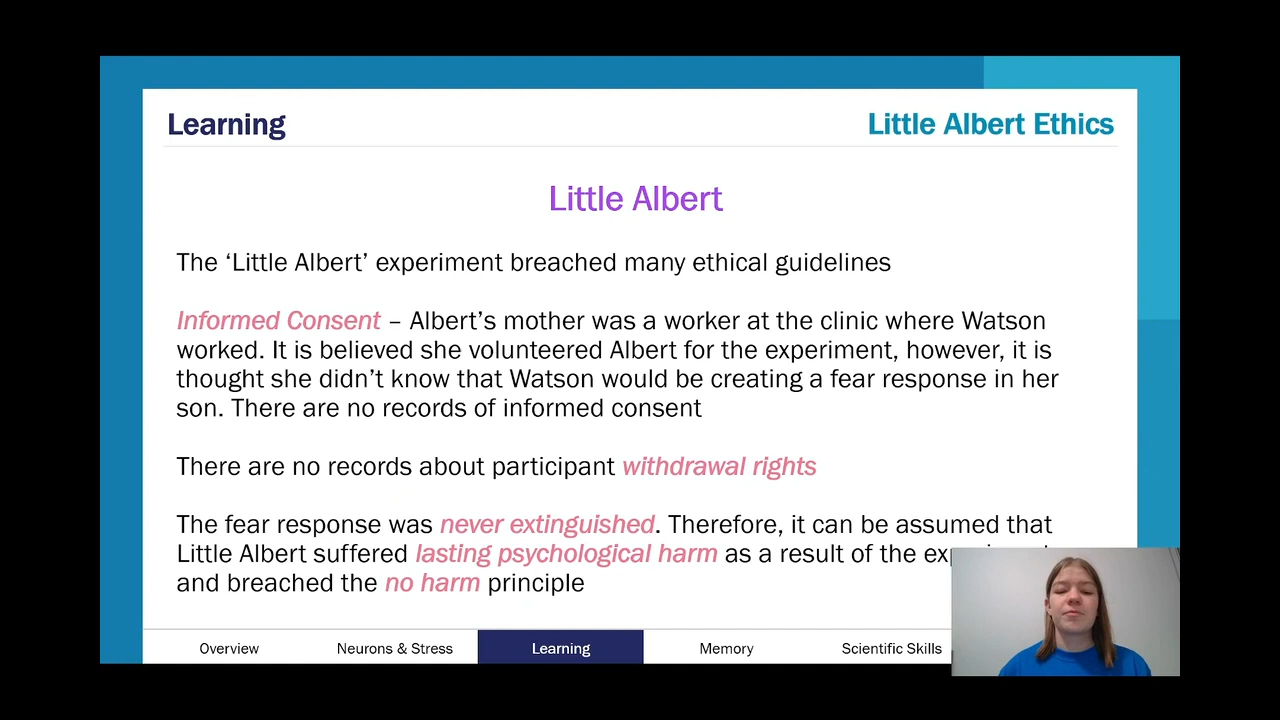 Learning
Little Albert Ethics
Little Albert
The ‘Little Albert’ experiment breached many ethical guidelines
Informed Consent – Albert’s mother was a worker at the clinic where Watson
worked. It is believed she volunteered Albert for the experiment, however, it is
thought she didn’t know that Watson would be creating a fear response in her
son. There are no records of informed consent
There are no records about participant withdrawal rights
The fear response was never extinguished. Therefore, it can be assumed that
Little Albert suffered lasting psychological harm as a result of the
and breached the no harm principle
Overview
Neurons & Stress
Learning
Memory
Scientific Skills